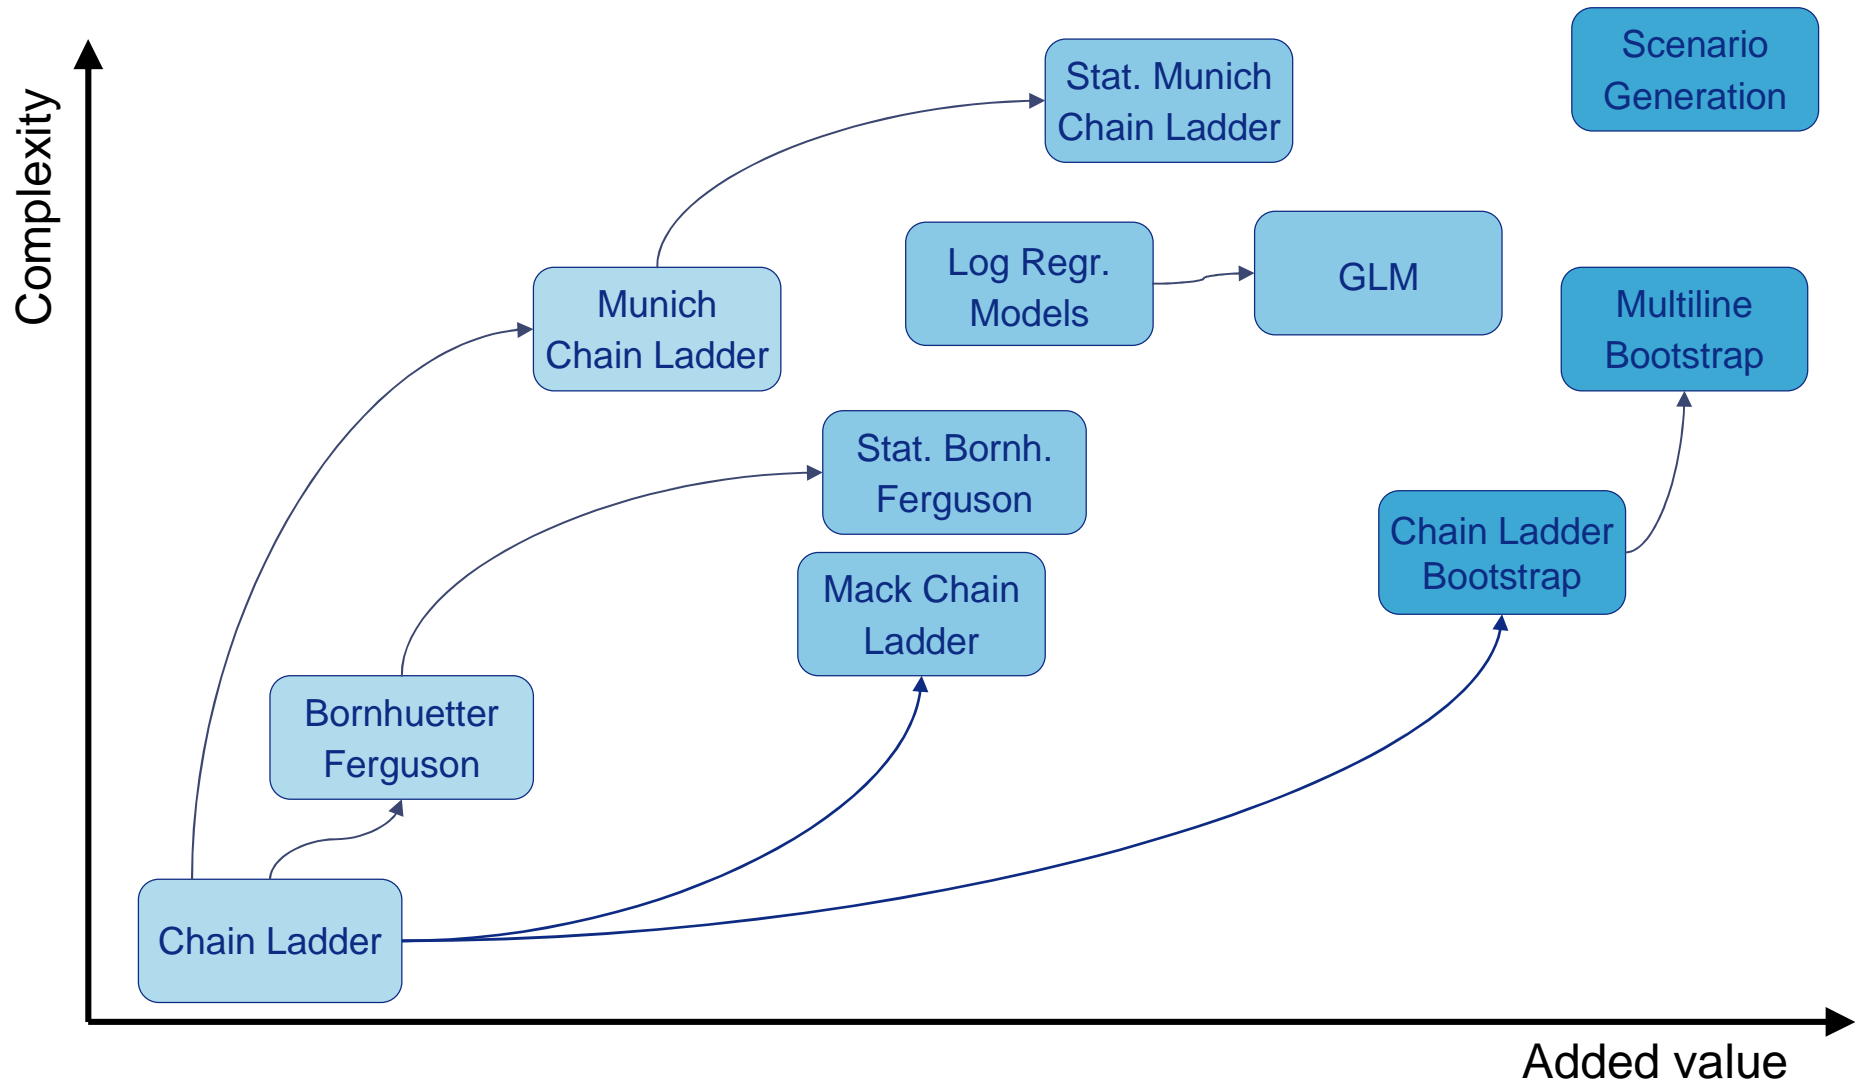 Complexity
Scenario
Generation
Stat. Munich
Chain Ladder
Log Regr.
Models
GLM
Munich
Chain Ladder
Multiline
Bootstrap
Stat. Bornh.
Ferguson
Chain Ladder
Bootstrap
Mack Chain
Ladder
Bornhuetter
Ferguson
Chain Ladder
Added value